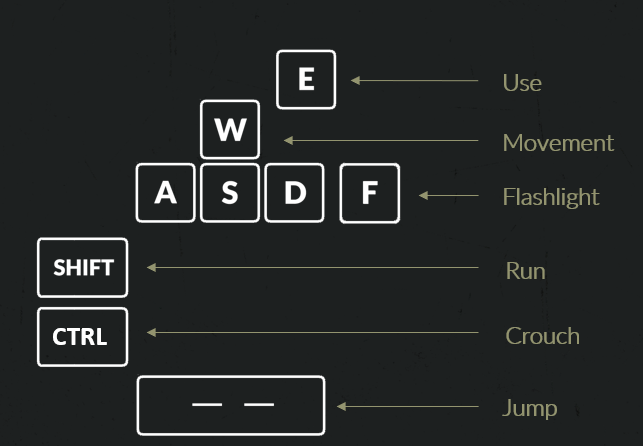 E Use
W Movement
A S D F Flashlight
SHIFT Run
CTRL Crouch
— — Jump